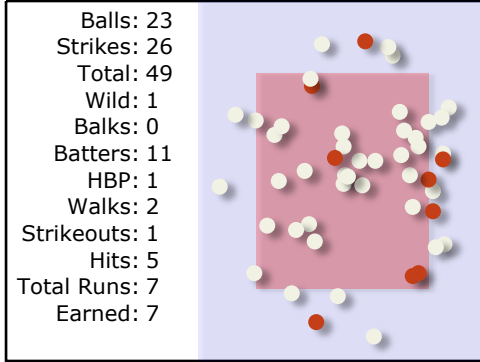 Balls: 23
Strikes: 26
Total: 49
Wild: 1
Balks: 0
Batters: 11
HBP: 1
Walks: 2
Strikeouts: 1
Hits: 5
Total Runs: 7
Earned: 7